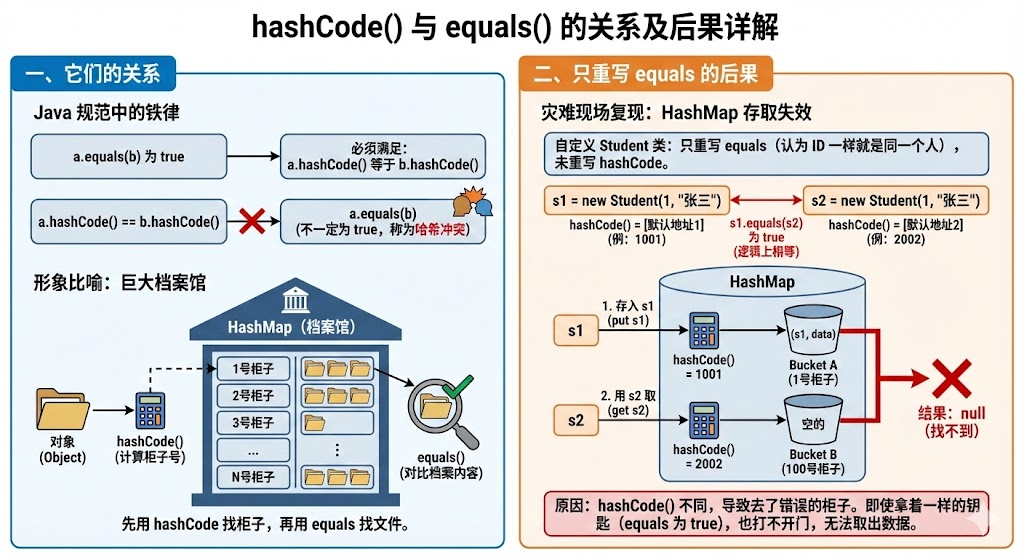 hashCode() 与 equals() 的关系及后果详解
一、它们的关系
Java 规范中的铁律
a.equals(b) 为 true
必须满足：
a.hashCode() 等于 b.hashCode()
a.hashCode() == b.hashCode()
a.equals(b)
(不一定为 true，称为哈希冲突)
形象比喻：巨大档案馆
HashMap（档案馆）
1号柜子
2号柜子
3号柜子
...
N号柜子
⋮
对象
(Object)
hashCode()
(计算柜子号)
equals()
(对比档案内容)
先用 hashCode 找柜子，再用 equals 找文件。
二、只重写 equals 的后果
灾难现场复现：HashMap 存取失效
自定义 Student 类：只重写 equals（认为 ID 一样就是同一个人），
未重写 hashCode。
s1 = new Student(1, "张三")
s2 = new Student(1, "张三")
hashCode() = [默认地址1]
(例：1001)
s1.equals(s2)
为 true
(逻辑上相等)
hashCode() = [默认地址2]
(例：2002)
HashMap
s1
1. 存入 s1
(put s1)
hashCode()
= 1001
(s1, data)
Bucket A
(1号柜子)
s2
2. 用 s2 取
(get s2)
hashCode()
= 2002
空的
Bucket B
(100号柜子)
结果：null
(找不到)
原因：hashCode() 不同，导致去了错误的柜子。即使拿着一样的钥
匙（equals 为 true），也打不开门，无法取出数据。